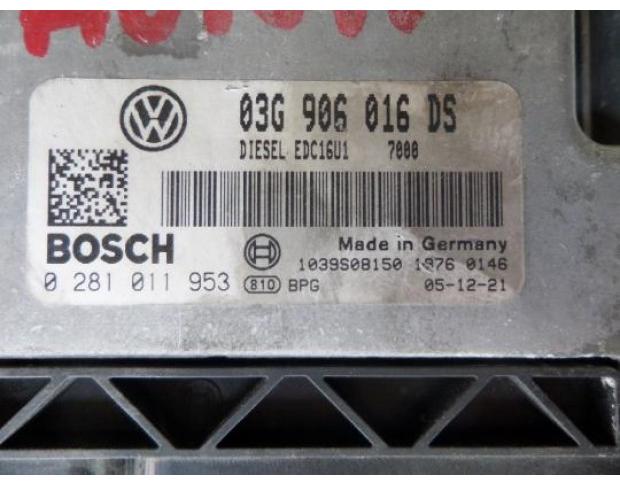 03G 906 016 DS
DIESEL EDC16U1 7000
BOSCH
Made in Germany
1039S08150 1376 0146
0 281 011 953 810 BPG 05-12-21